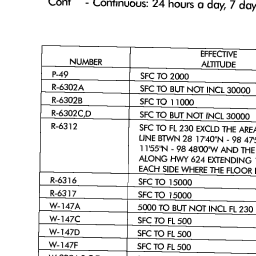 Cont - Continuous: 24 hours a day, 7 day
NUMBER
EFFECTIVE
ALTITUDE
P-49 SFC TO 2000
R-6302A SFC TO BUT NOT INCL 30000
R-6302B SFC TO 11000
R-6302C,D SFC TO BUT NOT INCL 30000
R-6312 SFC TO FL 230 EXCLD THE AREA
LINE BTWN 28 17'40"N - 98 47'5
11'55"N - 98 48'00"W AND THE
ALONG HWY 624 EXTENDING
EACH SIDE WHERE THE FLOOR
R-6316 SFC TO 15000
R-6317 SFC TO 15000
W-147A 5000 TO BUT NOT INCL FL 230
W-147C SFC TO FL 500
W-147D SFC TO FL 500
W-147F SFC TO FL 500